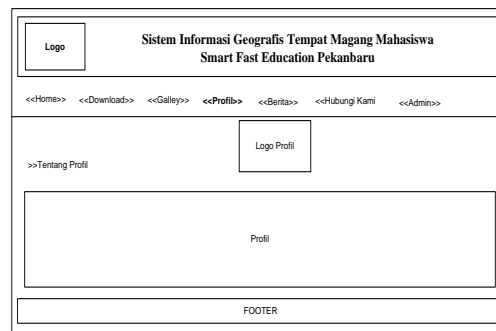 Logo
Sistem Informasi Geografis Tempat Magang Mahasiswa
Smart Fast Education Pekanbaru
<<Home>> <<Download>> <<Galley>> <<Profil>> <<Berita>> <<Hubungi Kami <<Admin>>
Logo Profil
>>Tentang Profil
Profil
FOOTER